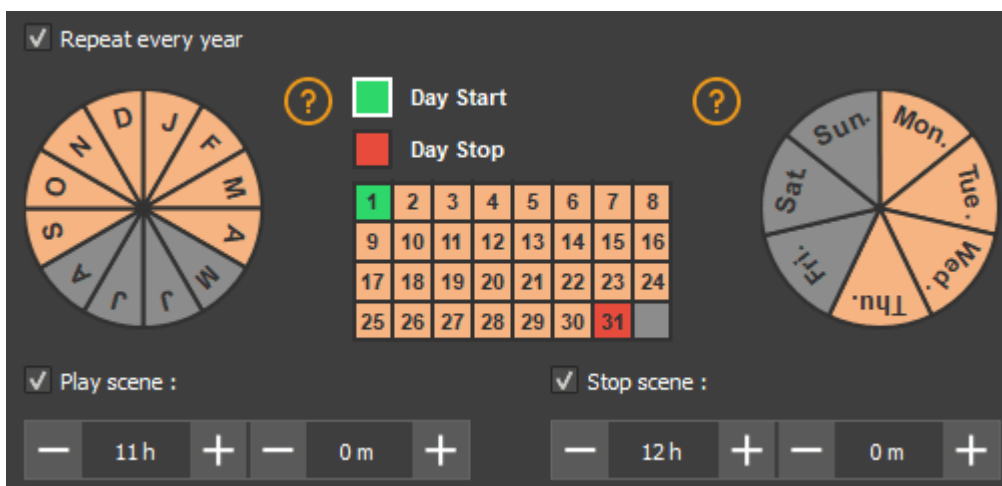 Repeat every year
J
F
M
A
M
J
J
A
S
O
N
D
?
Day Start
Day Stop
1 2 3 4 5 6 7 8
9 10 11 12 13 14 15 16
17 18 19 20 21 22 23 24
25 26 27 28 29 30 31
?
Mon.
Tue.
Wed.
Thu.
Fri.
Sat
Sun.
Play scene :
Stop scene :
− 11 h + − 0 m +
− 12 h + − 0 m +